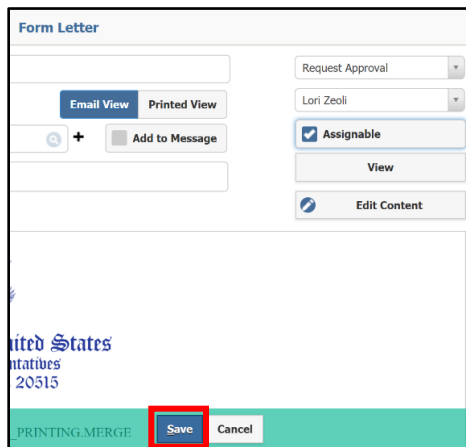 Form Letter
Request Approval
Email View Printed View
Lori Zeoli
+ Add to Message
Assignable
View
Edit Content
ited States
ntatives
20515
_PRINTING.MERGE Save Cancel